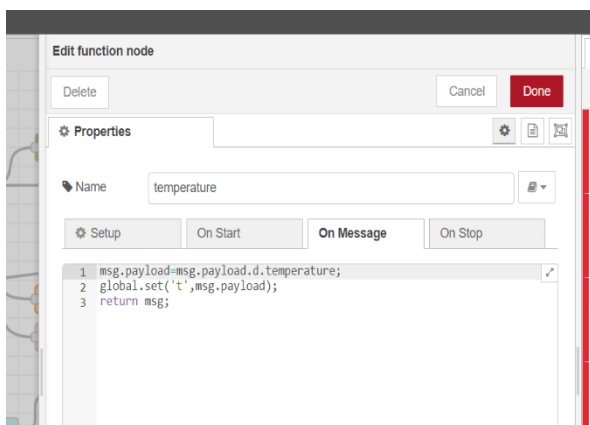 Edit function node
Delete
Cancel
Done
Properties
Name
temperature
Setup
On Start
On Message
On Stop
1 msg.payload=msg.payload.d.temperature;
2 global.set('t',msg.payload);
3 return msg;